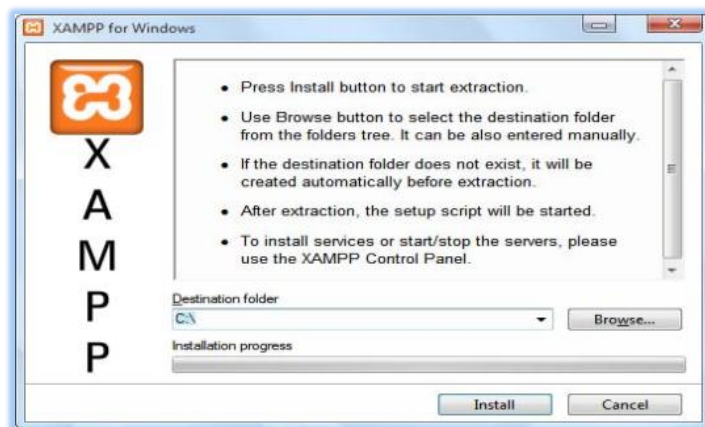 XAMPP for Windows
X
A
M
P
P
• Press Install button to start extraction.
• Use Browse button to select the destination folder
from the folders tree. It can be also entered manually.
• If the destination folder does not exist, it will be
created automatically before extraction.
• After extraction, the setup script will be started.
• To install services or start/stop the servers, please
use the XAMPP Control Panel.
Destination folder
C:\
Browse...
Installation progress
Install
Cancel